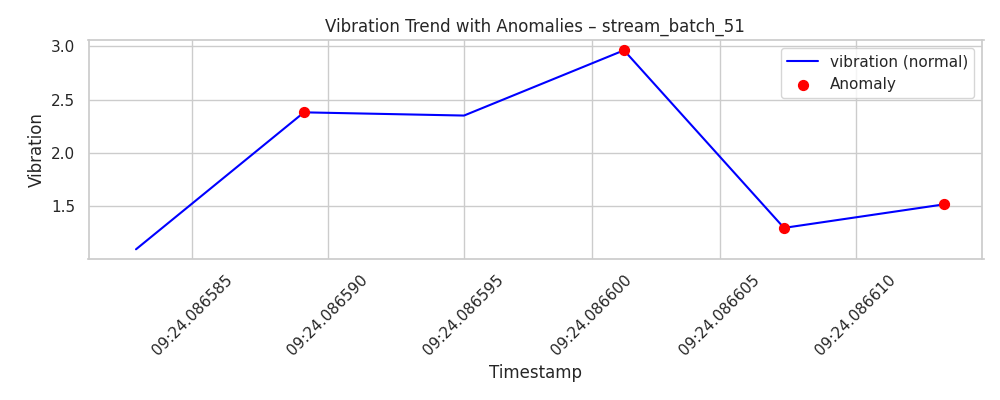 Vibration Trend with Anomalies – stream_batch_51
vibration (normal)
Anomaly
Vibration
3.0
2.5
2.0
1.5
09:24.086585
09:24.086590
09:24.086595
09:24.086600
09:24.086605
09:24.086610
Timestamp